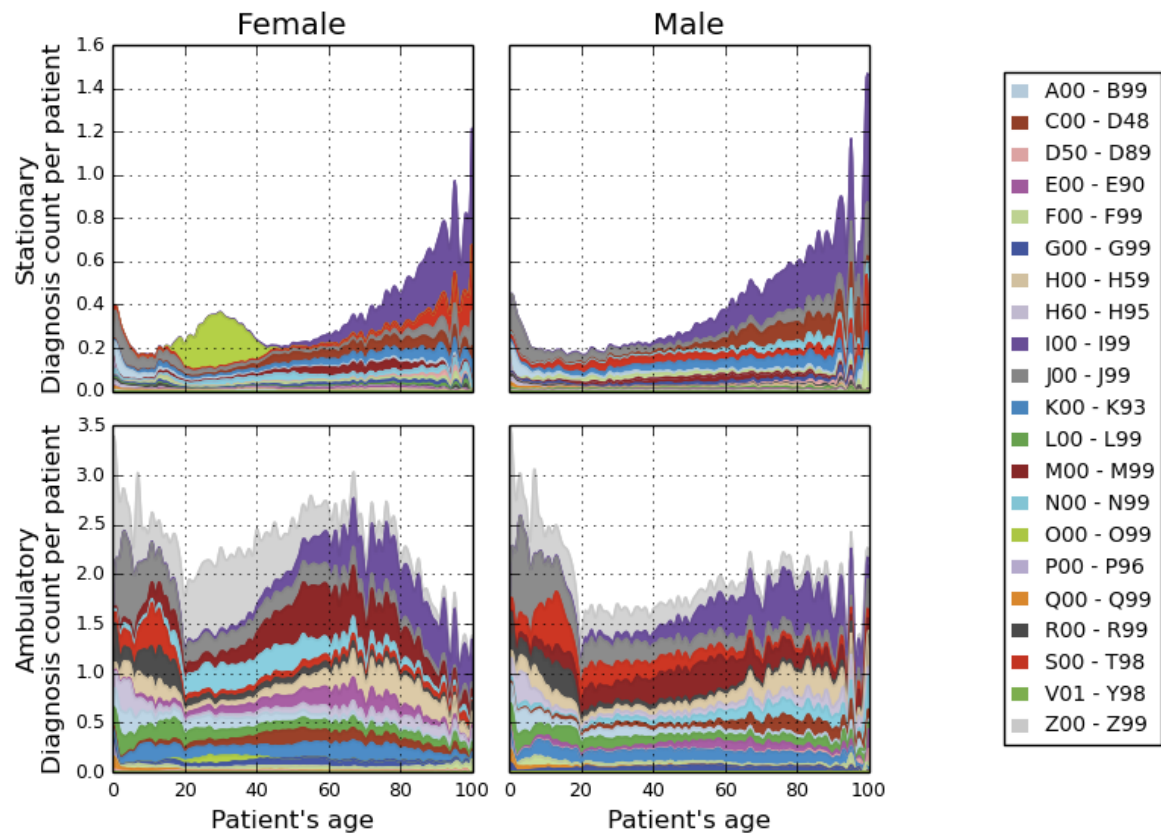 Female
Male
Stationary
Diagnosis count per patient
1.6
1.4
1.2
1.0
0.8
0.6
0.4
0.2
0.0
Ambulatory
Diagnosis count per patient
3.5
3.0
2.5
2.0
1.5
1.0
0.5
0.0
0 20 40 60 80 100
0 20 40 60 80 100
Patient's age
Patient's age
A00 - B99
C00 - D48
D50 - D89
E00 - E90
F00 - F99
G00 - G99
H00 - H59
H60 - H95
I00 - I99
J00 - J99
K00 - K93
L00 - L99
M00 - M99
N00 - N99
O00 - O99
P00 - P96
Q00 - Q99
R00 - R99
S00 - T98
V01 - Y98
Z00 - Z99